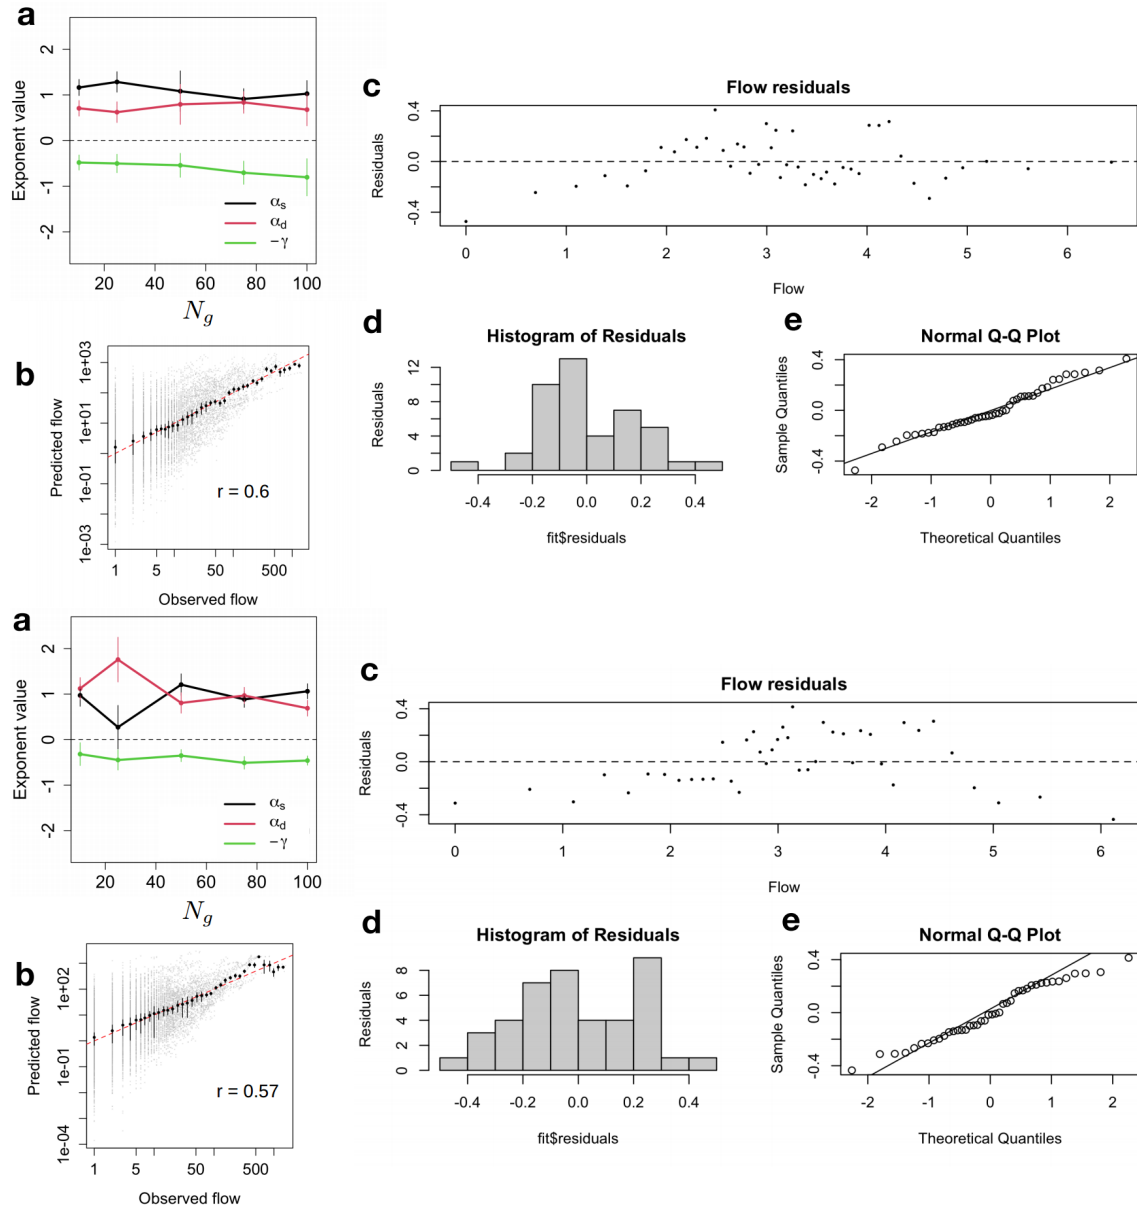 a
Exponent value
2
1
0
-1
-2
αs
αd
−γ
20 40 60 80 100
Ng
b
Predicted flow
1e+03
1e+01
1e-01
1e-03
r = 0.6
1 5 50 500
Observed flow
c
Flow residuals
Residuals
0.4
0.0
-0.4
0 1 2 3 4 5 6
Flow
d
Histogram of Residuals
Residuals
12
8
4
0
-0.4 -0.2 0.0 0.2 0.4
fit$residuals
e
Normal Q-Q Plot
Sample Quantiles
0.4
0.0
-0.4
-2 -1 0 1 2
Theoretical Quantiles
a
Exponent value
2
1
0
-1
-2
αs
αd
−γ
20 40 60 80 100
Ng
b
Predicted flow
1e+02
1e-01
1e-04
r = 0.57
1 5 50 500
Observed flow
c
Flow residuals
Residuals
0.4
0.0
-0.4
0 1 2 3 4 5 6
Flow
d
Histogram of Residuals
Residuals
8
6
4
2
0
-0.4 -0.2 0.0 0.2 0.4
fit$residuals
e
Normal Q-Q Plot
Sample Quantiles
0.4
0.0
-0.4
-2 -1 0 1 2
Theoretical Quantiles